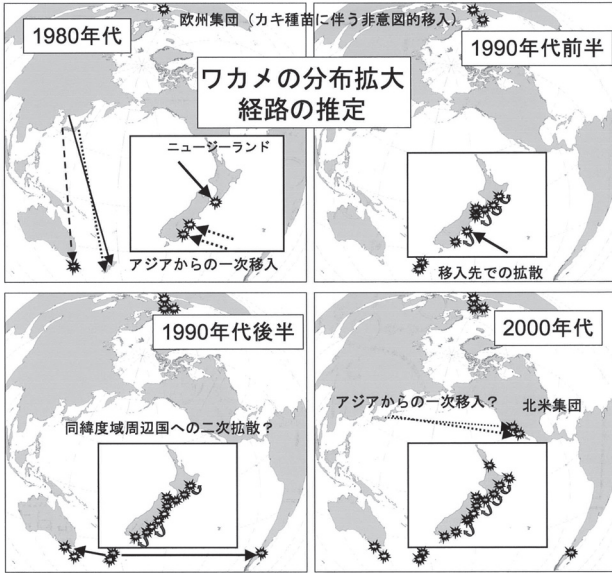 欧州集団（カキ種苗に伴う非意図的移入）
1980年代
1990年代前半
ワカメの分布拡大
経路の推定
ニュージーランド
アジアからの一次移入
移入先での拡散
1990年代後半
2000年代
アジアからの一次移入？
北米集団
同緯度域周辺国への二次拡散？